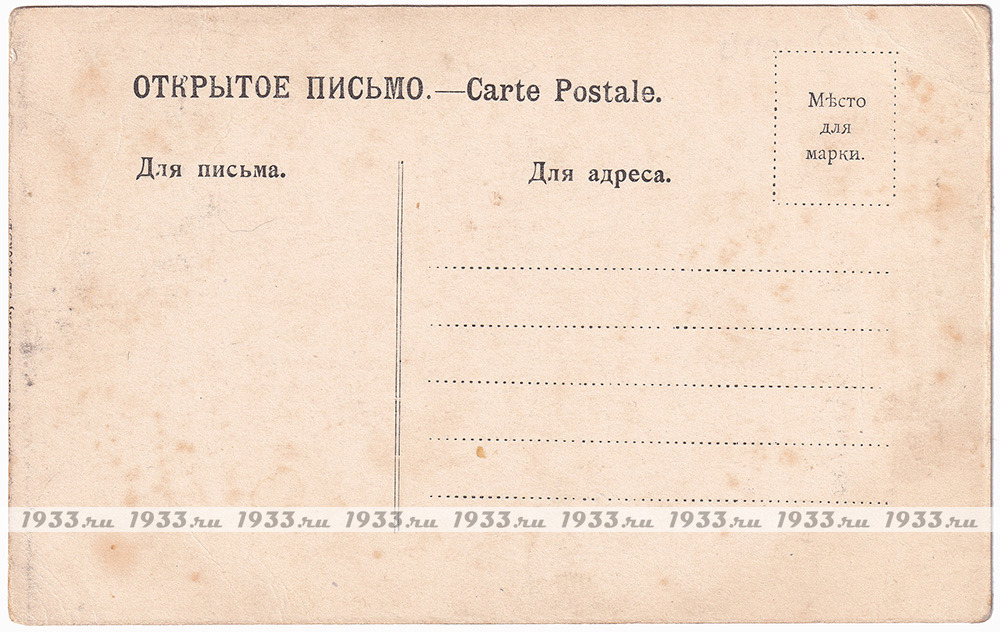 ОТКРЫТОЕ ПИСЬМО.—Carte Postale.
Мѣсто
для
марки.
Для письма.
Для адреса.
1933.ru 1933.ru 1933.ru 1933.ru 1933.ru 1933.ru 1933.ru 1933.ru 1933.ru